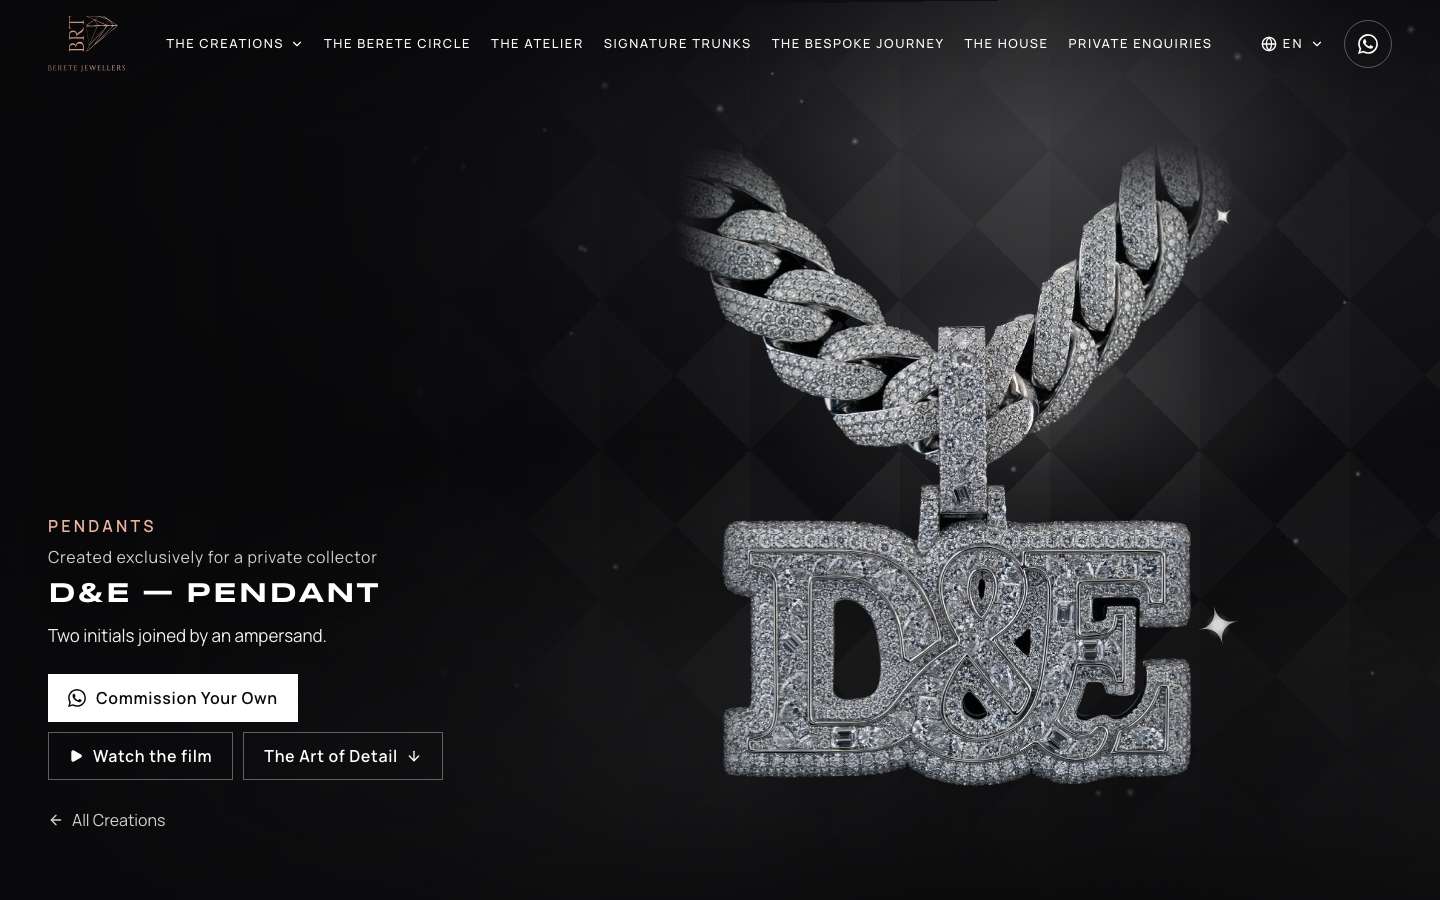 BRT
BERETE JEWELLERS
THE CREATIONS
THE BERETE CIRCLE
THE ATELIER
SIGNATURE TRUNKS
THE BESPOKE JOURNEY
THE HOUSE
PRIVATE ENQUIRIES
EN
D&E
PENDANTS
Created exclusively for a private collector
D&E — PENDANT
Two initials joined by an ampersand.
Commission Your Own
Watch the film
The Art of Detail
All Creations